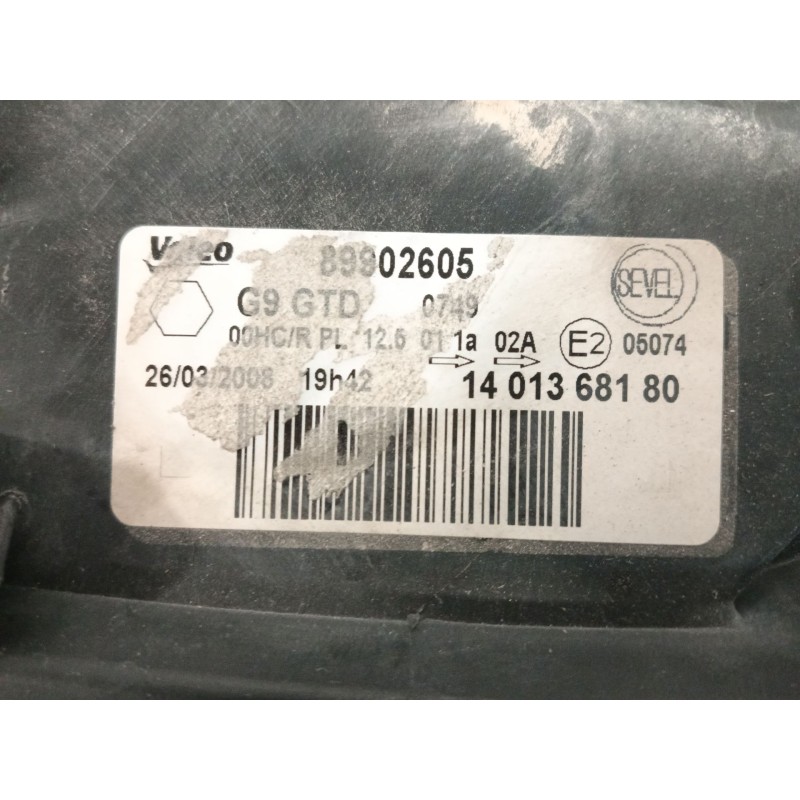 Valeo 89902605
SEVEL
G9 GTD 0749
00HC/R PL 12.5 01 1a 02A E2 05074
26/03/2008 19h42 14 013 681 80